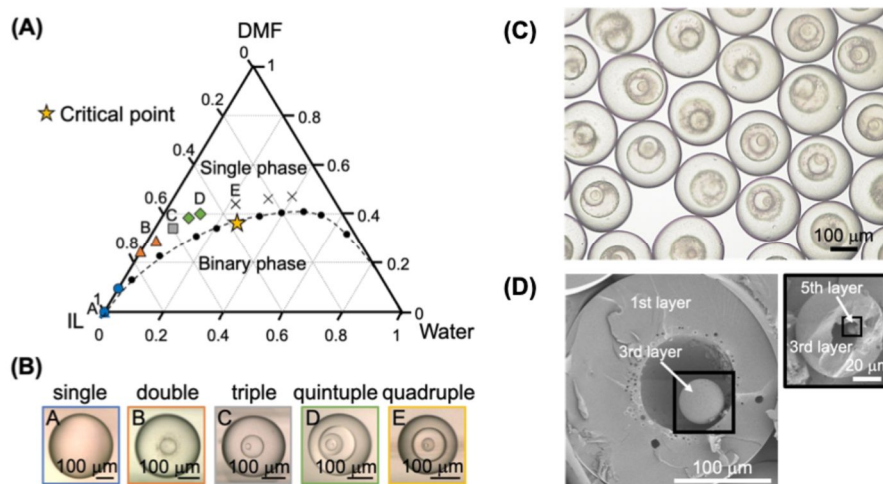 (A)
DMF
0
1
Critical point
0.2
0.8
0.4
Single phase
0.6
0.6
E
D
C
0.4
B
0.8
Binary phase
0.2
1
A
0
IL
0
0.2
0.4
0.6
0.8
1
Water
(B)
single
double
triple
quintuple
quadruple
A
B
C
D
E
100 µm
100 µm
100 µm
100 µm
100 µm
(C)
100 µm
(D)
1st layer
3rd layer
100 µm
5th layer
3rd layer
20 µm